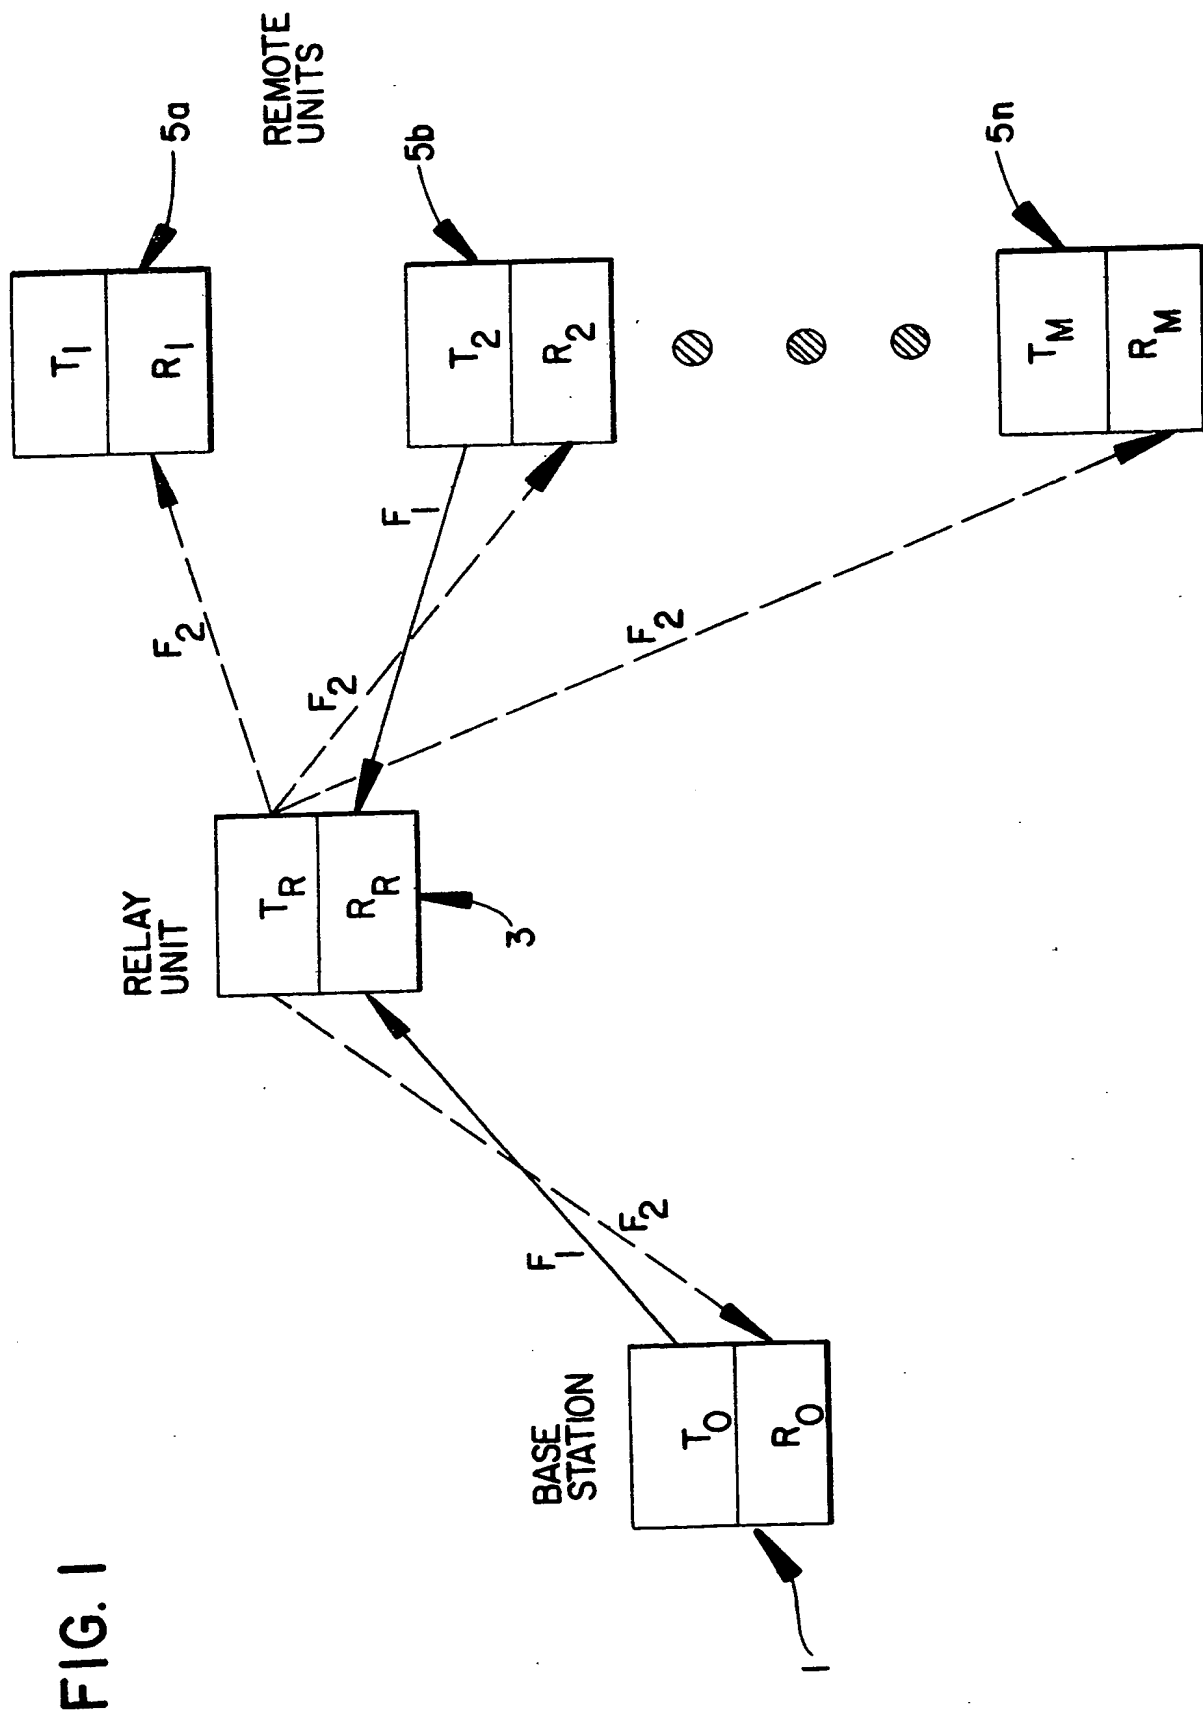 FIG. 1
REMOTE
UNITS
5a
T1
R1
5b
T2
R2
5n
TM
RM
F2
F1
F2
F2
RELAY
UNIT
TR
RR
3
F1
F2
BASE
STATION
TO
RO
1